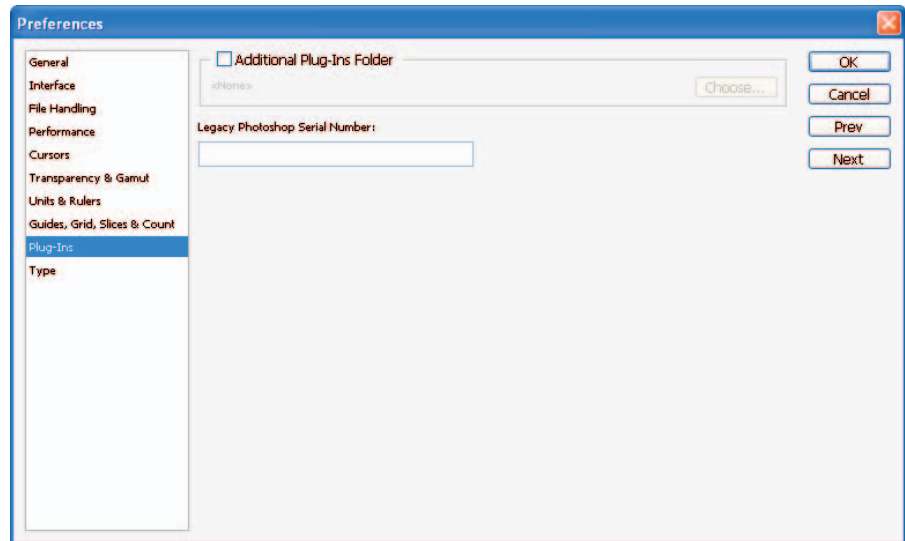 Preferences
General
Interface
File Handling
Performance
Cursors
Transparency & Gamut
Units & Rulers
Guides, Grid, Slices & Count
Plug-Ins
Type
Additional Plug-Ins Folder
<None>
Choose...
Legacy Photoshop Serial Number:
OK
Cancel
Prev
Next